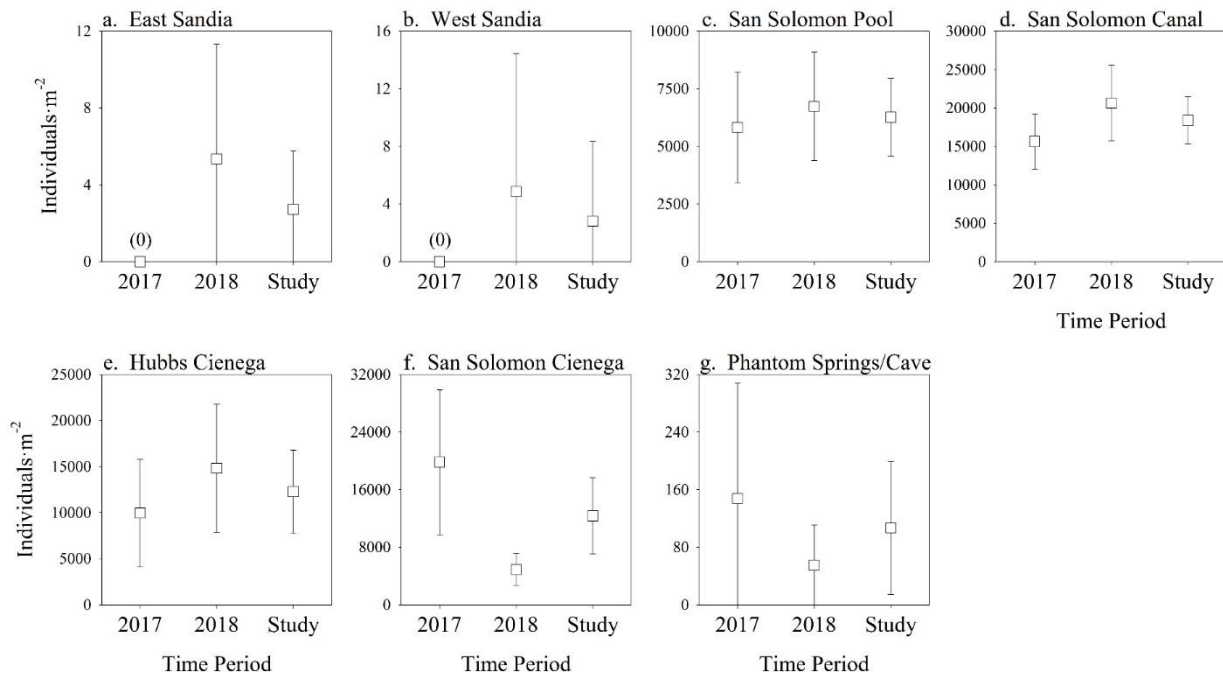 a. East Sandia
b. West Sandia
c. San Solomon Pool
d. San Solomon Canal
Individuals·m⁻²
12
8
4
0
(0)
2017 2018 Study
16
12
8
4
0
(0)
2017 2018 Study
10000
7500
5000
2500
0
2017 2018 Study
30000
25000
20000
15000
10000
5000
0
2017 2018 Study
Time Period
e. Hubbs Cienega
f. San Solomon Cienega
g. Phantom Springs/Cave
Individuals·m⁻²
25000
20000
15000
10000
5000
0
2017 2018 Study
Time Period
32000
24000
16000
8000
0
2017 2018 Study
Time Period
320
240
160
80
0
2017 2018 Study
Time Period